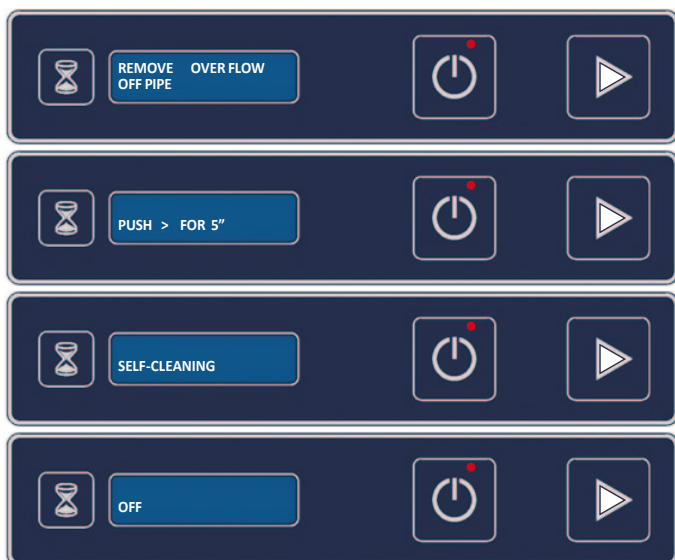 REMOVE OVER FLOW
OFF PIPE
PUSH > FOR 5”
SELF-CLEANING
OFF